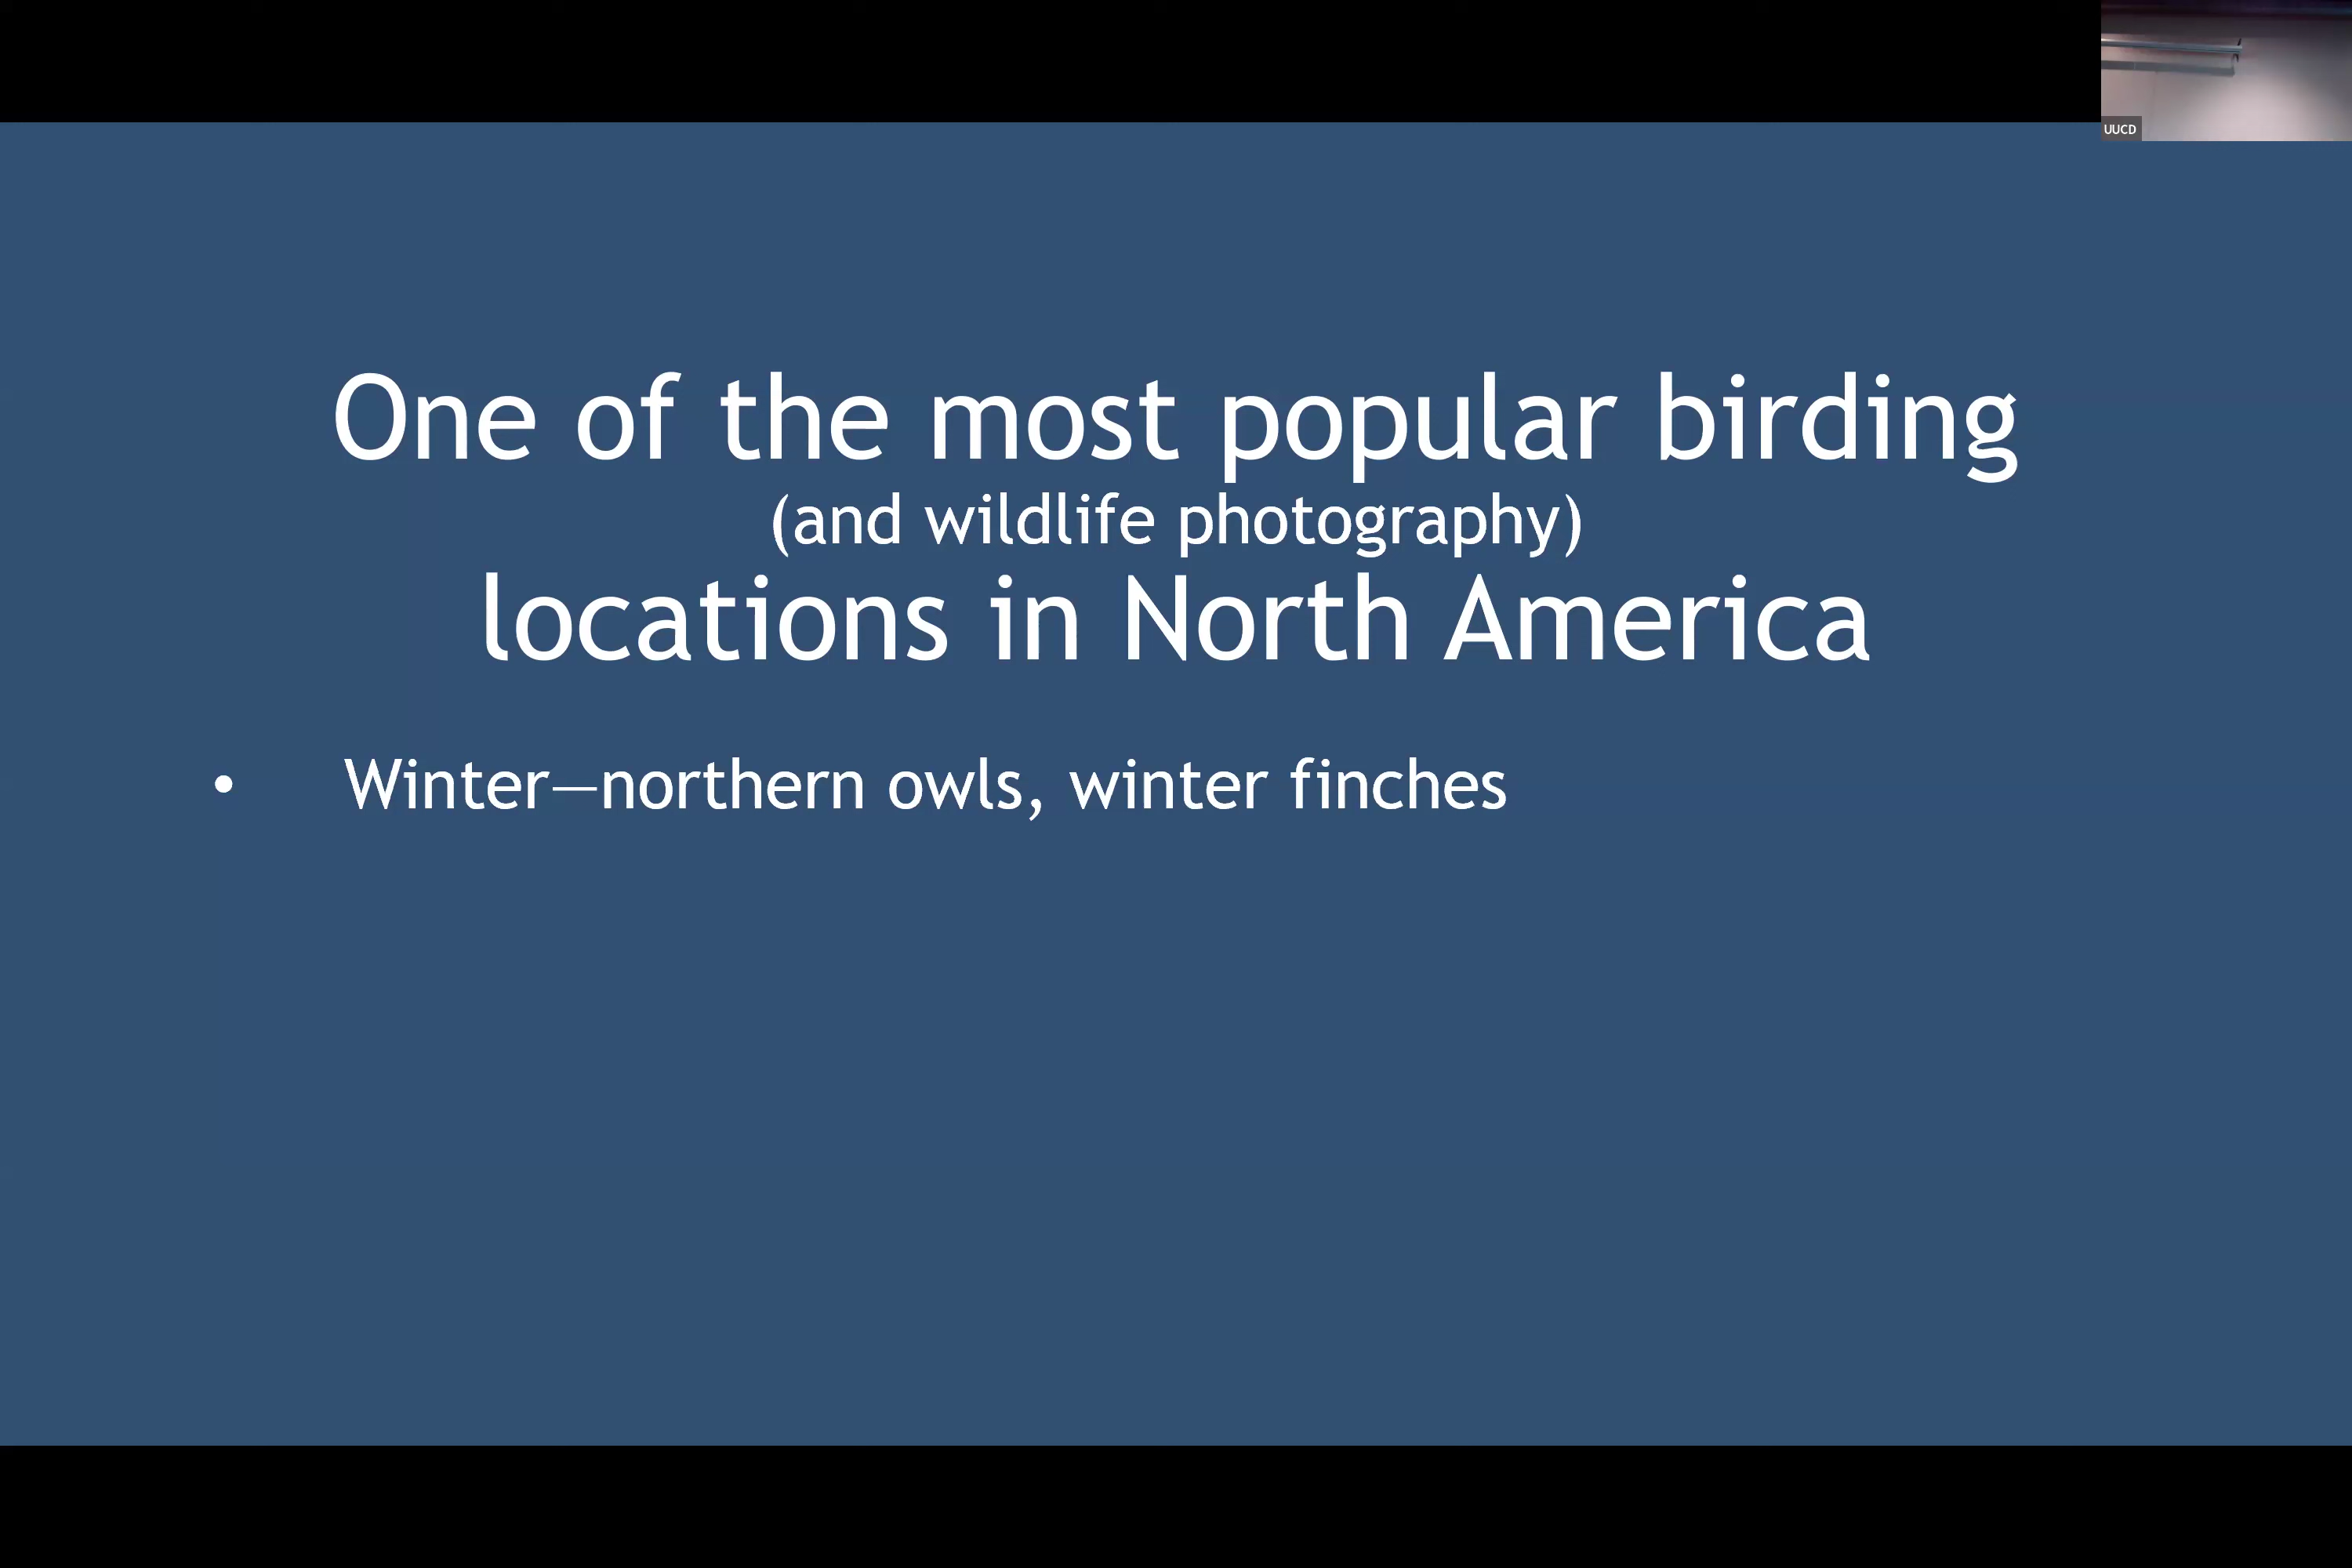 UUCD
One of the most popular birding
(and wildlife photography)
locations in North America
• Winter—northern owls, winter finches